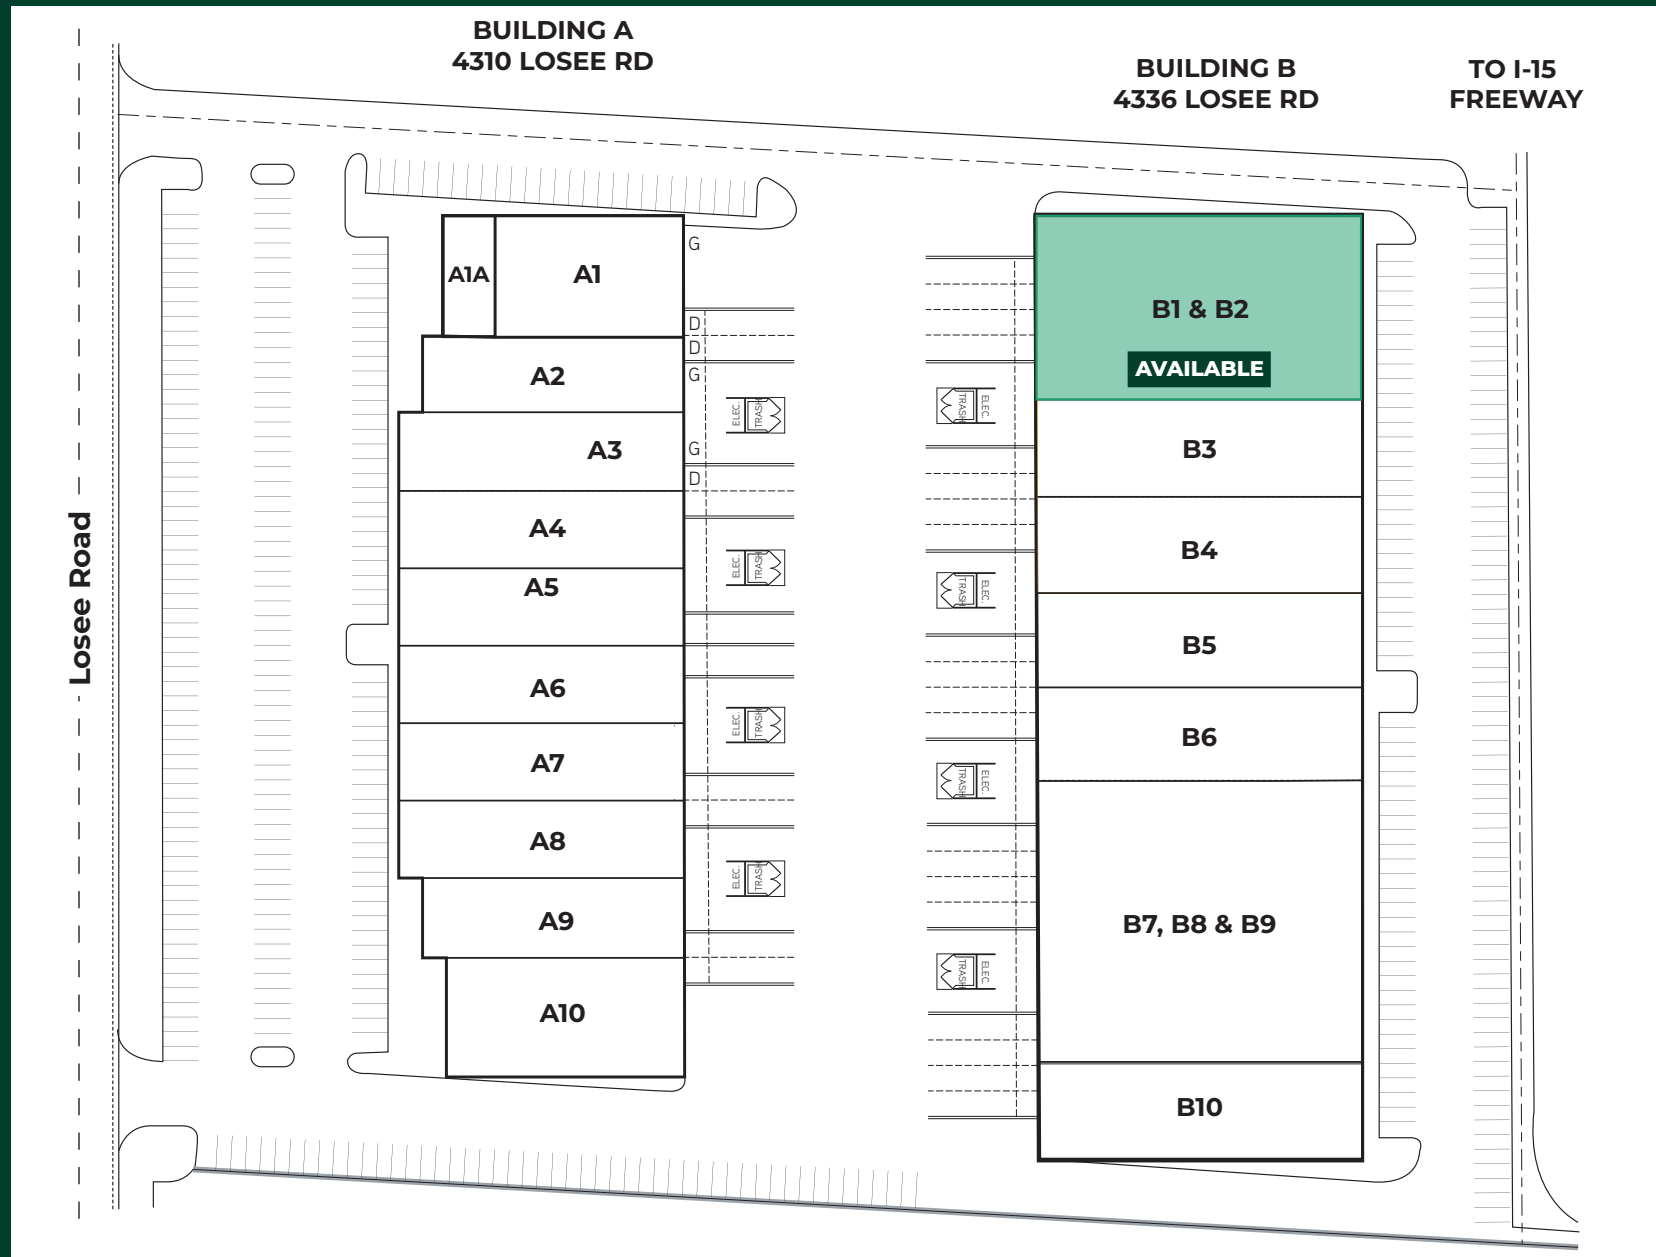 BUILDING A
4310 LOSEE RD
BUILDING B
4336 LOSEE RD
TO I-15
FREEWAY
Losee Road
A1A
A1
A2
A3
A4
A5
A6
A7
A8
A9
A10
G
D
D
G
G
D
ELEC.
TRASH
ELEC.
TRASH
ELEC.
TRASH
ELEC.
TRASH
TRASH
ELEC.
TRASH
ELEC.
TRASH
ELEC.
TRASH
ELEC.
B1 & B2
AVAILABLE
B3
B4
B5
B6
B7, B8 & B9
B10